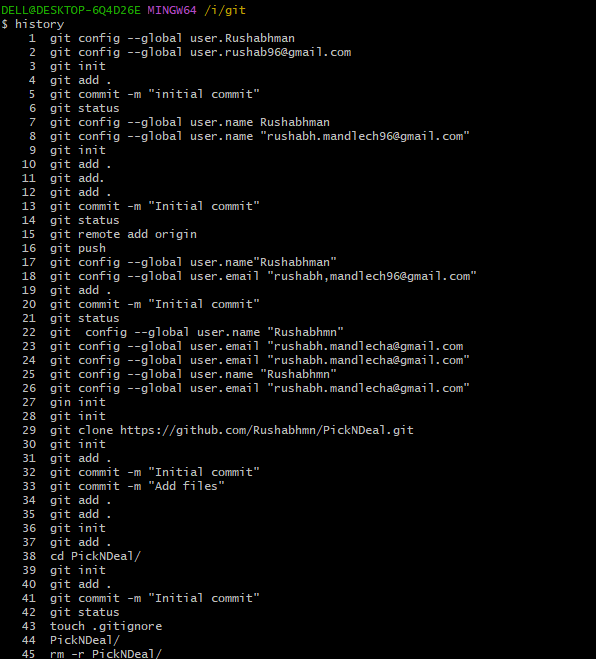 DELL@DESKTOP-6Q4D26E MINGW64 /i/git
$ history
1 git config --global user.Rushabhman
2 git config --global user.rushab96@gmail.com
3 git init
4 git add .
5 git commit -m "initial commit"
6 git status
7 git config --global user.name Rushabhman
8 git config --global user.name "rushabh.mandlech96@gmail.com"
9 git init
10 git add .
11 git add.
12 git add .
13 git commit -m "Initial commit"
14 git status
15 git remote add origin
16 git push
17 git config --global user.name"Rushabhman"
18 git config --global user.email "rushabh,mandlech96@gmail.com"
19 git add .
20 git commit -m "Initial commit"
21 git status
22 git  config --global user.name "Rushabhmn"
23 git config --global user.email "rushabh.mandlecha@gmail.com
24 git config --global user.email "rushabh.mandlecha@gmail.com"
25 git config --global user.name "Rushabhmn"
26 git config --global user.email "rushabh.mandlecha@gmail.com"
27 gin init
28 git init
29 git clone https://github.com/Rushabhmn/PickNDeal.git
30 git init
31 git add .
32 git commit -m "Initial commit"
33 git commit -m "Add files"
34 git add .
35 git add .
36 git init
37 git add .
38 cd PickNDeal/
39 git init
40 git add .
41 git commit -m "Initial commit"
42 git status
43 touch .gitignore
44 PickNDeal/
45 rm -r PickNDeal/